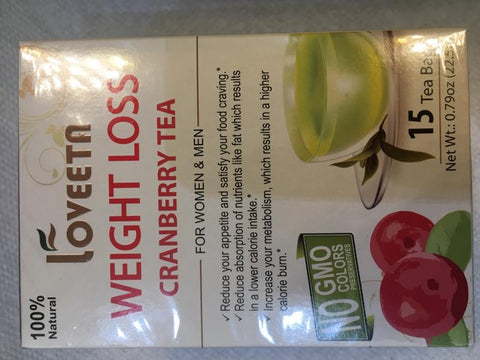 100%
Natural
LOVEETA
WEIGHT LOSS
CRANBERRY TEA
FOR WOMEN & MEN
✓ Reduce your appetite and satisfy your food craving.*
✓ Reduce absorption of nutrients like fat which results
in a lower calorie intake.*
✓ Increase your metabolism, which results in a higher
calorie burn.*
NO GMO
COLORS
PRESERVATIVES
15 Tea
Net Wt.: 0.79oz